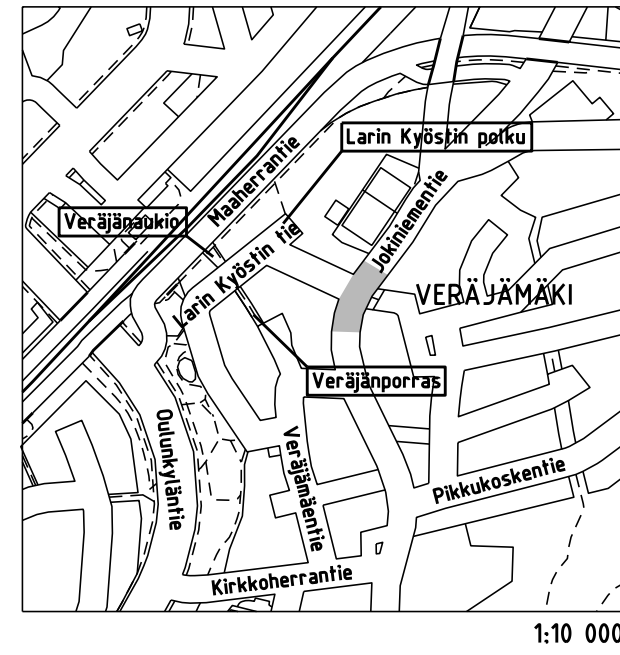 Larin Kyöstin polku
Maaherrantie
Veräjänaukio
Jokiniementie
Larin Kyöstin tie
VERÄJÄMÄKI
Veräjänporras
Oulunkyläntie
Veräjämäentie
Pikkukoskentie
Kirkkoherrantie
1:10 000